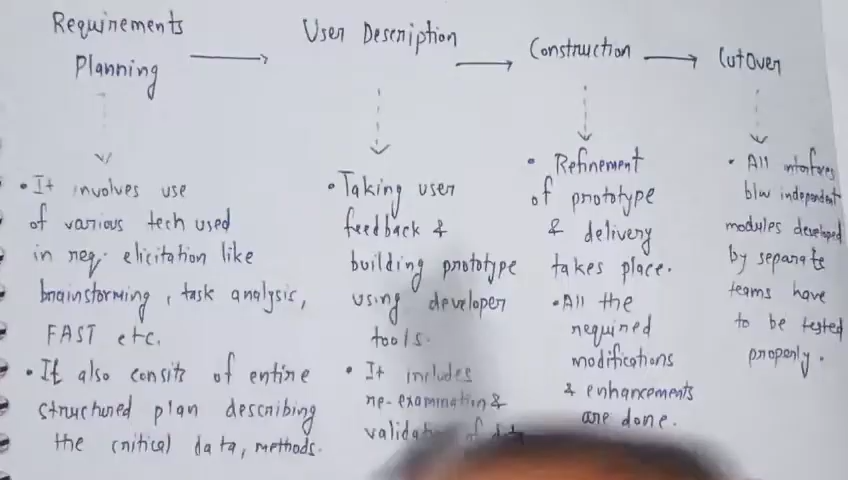 Requirements
Planning
User Description
Construction
CutOver
• It involves use
of various tech used
in req. elicitation like
brainstorming, task analysis,
FAST etc.
• It also consits of entire
structured plan describing
the critical data, methods.
• Taking user
feedback &
building prototype
using developer
tools.
• It includes
re-examination &
validation of data
• Refinement
of prototype
& delivery
takes place.
• All the
required
modifications
& enhancements
are done.
• All interfaces
b/w independent
modules developed
by separate
teams have
to be tested
properly.